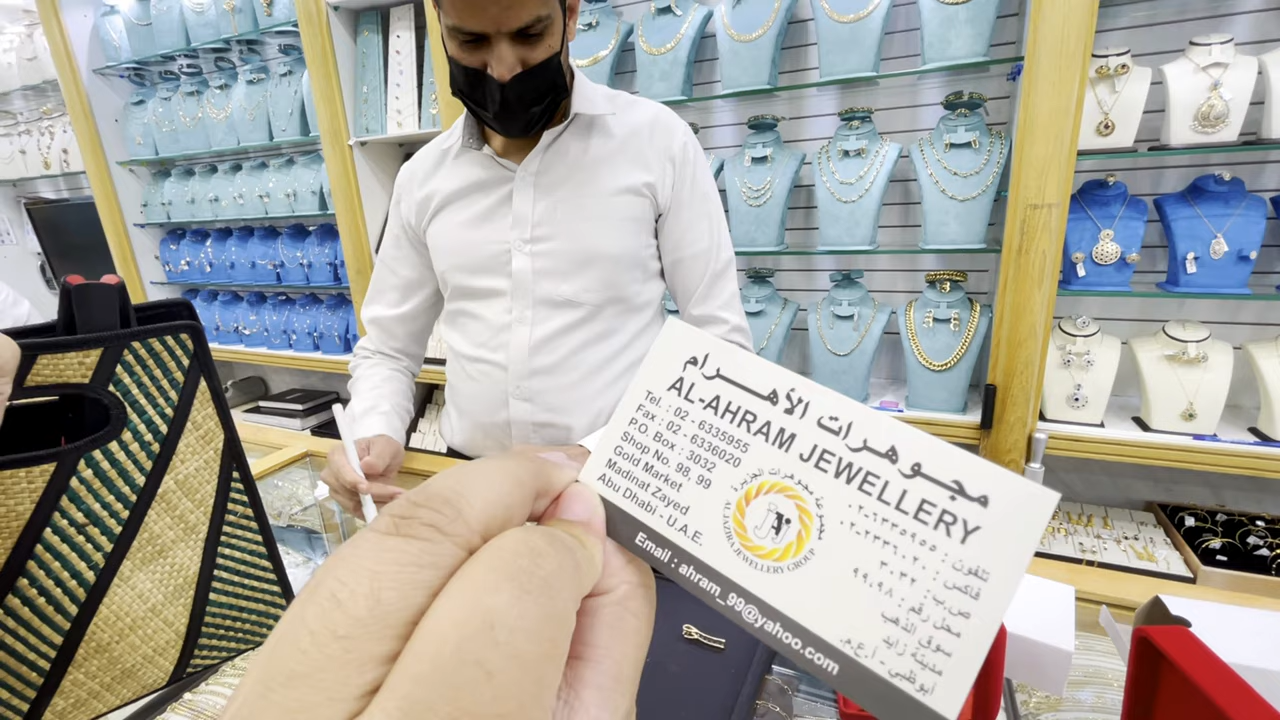 مجوهرات الأهرام
AL-AHRAM JEWELLERY
Tel. : 02 - 6335955
Fax : 02 - 6336020
P.O. Box : 3032
Shop No. 98, 99
Gold Market
Madinat Zayed
Abu Dhabi - U.A.E.
تلفون : ٠٢-٦٣٣٥٩٥٥
فاكس : ٠٢-٦٣٣٦٠٢٠
ص.ب : ٣٠٣٢
محل رقم : ٩٩،٩٨
سوق الذهب
مدينة زايد
أبوظبي - أ.ع.م.
JEWELLERY GROUP
Email : ahram_99@yahoo.com